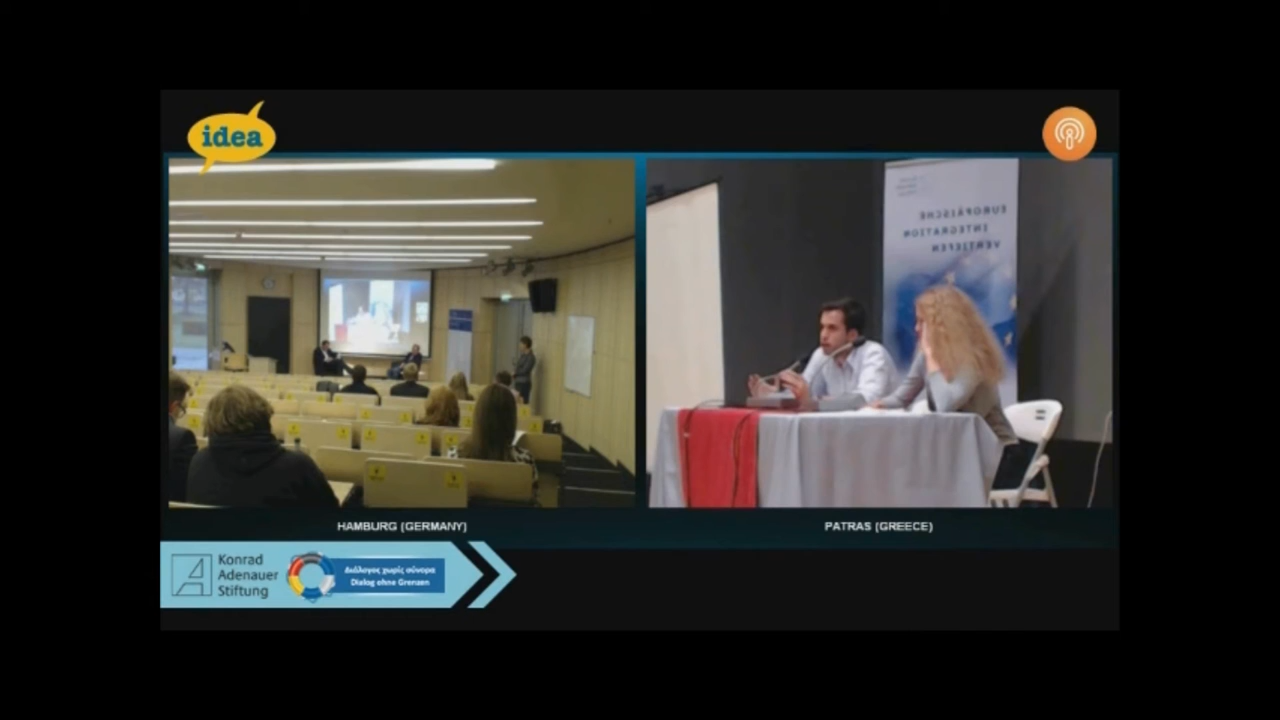 idea
EUROPÄISCHE
INTEGRATION
VERTIEFEN
HAMBURG (GERMANY)
PATRAS (GREECE)
Konrad
Adenauer
Stiftung
Διάλογος χωρίς σύνορα
Dialog ohne Grenzen